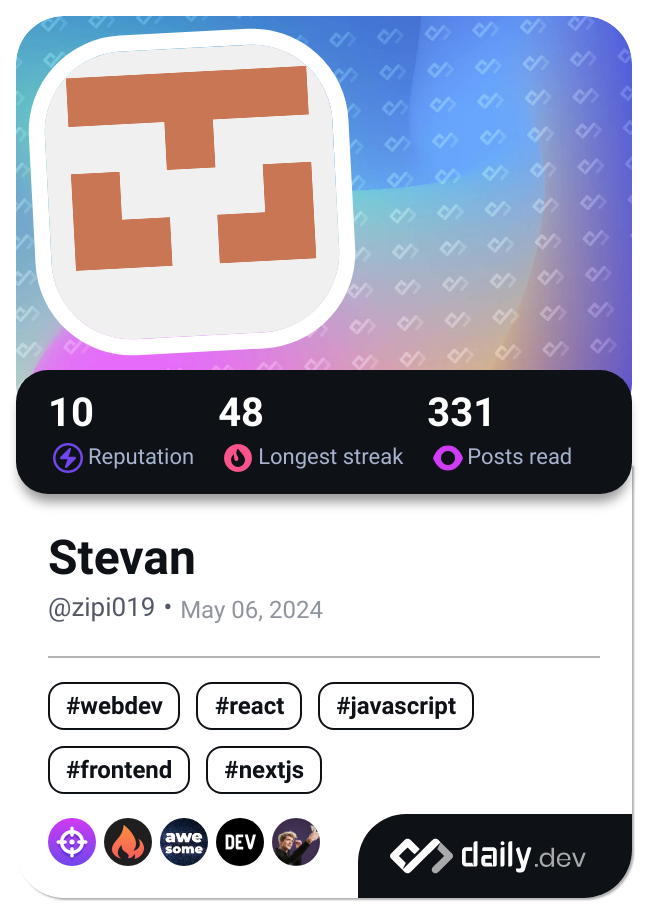 10 48 331
Reputation Longest streak Posts read
Stevan
@zipi019 • May 06, 2024
#webdev #react #javascript
#frontend #nextjs
awe
some
DEV
daily.dev